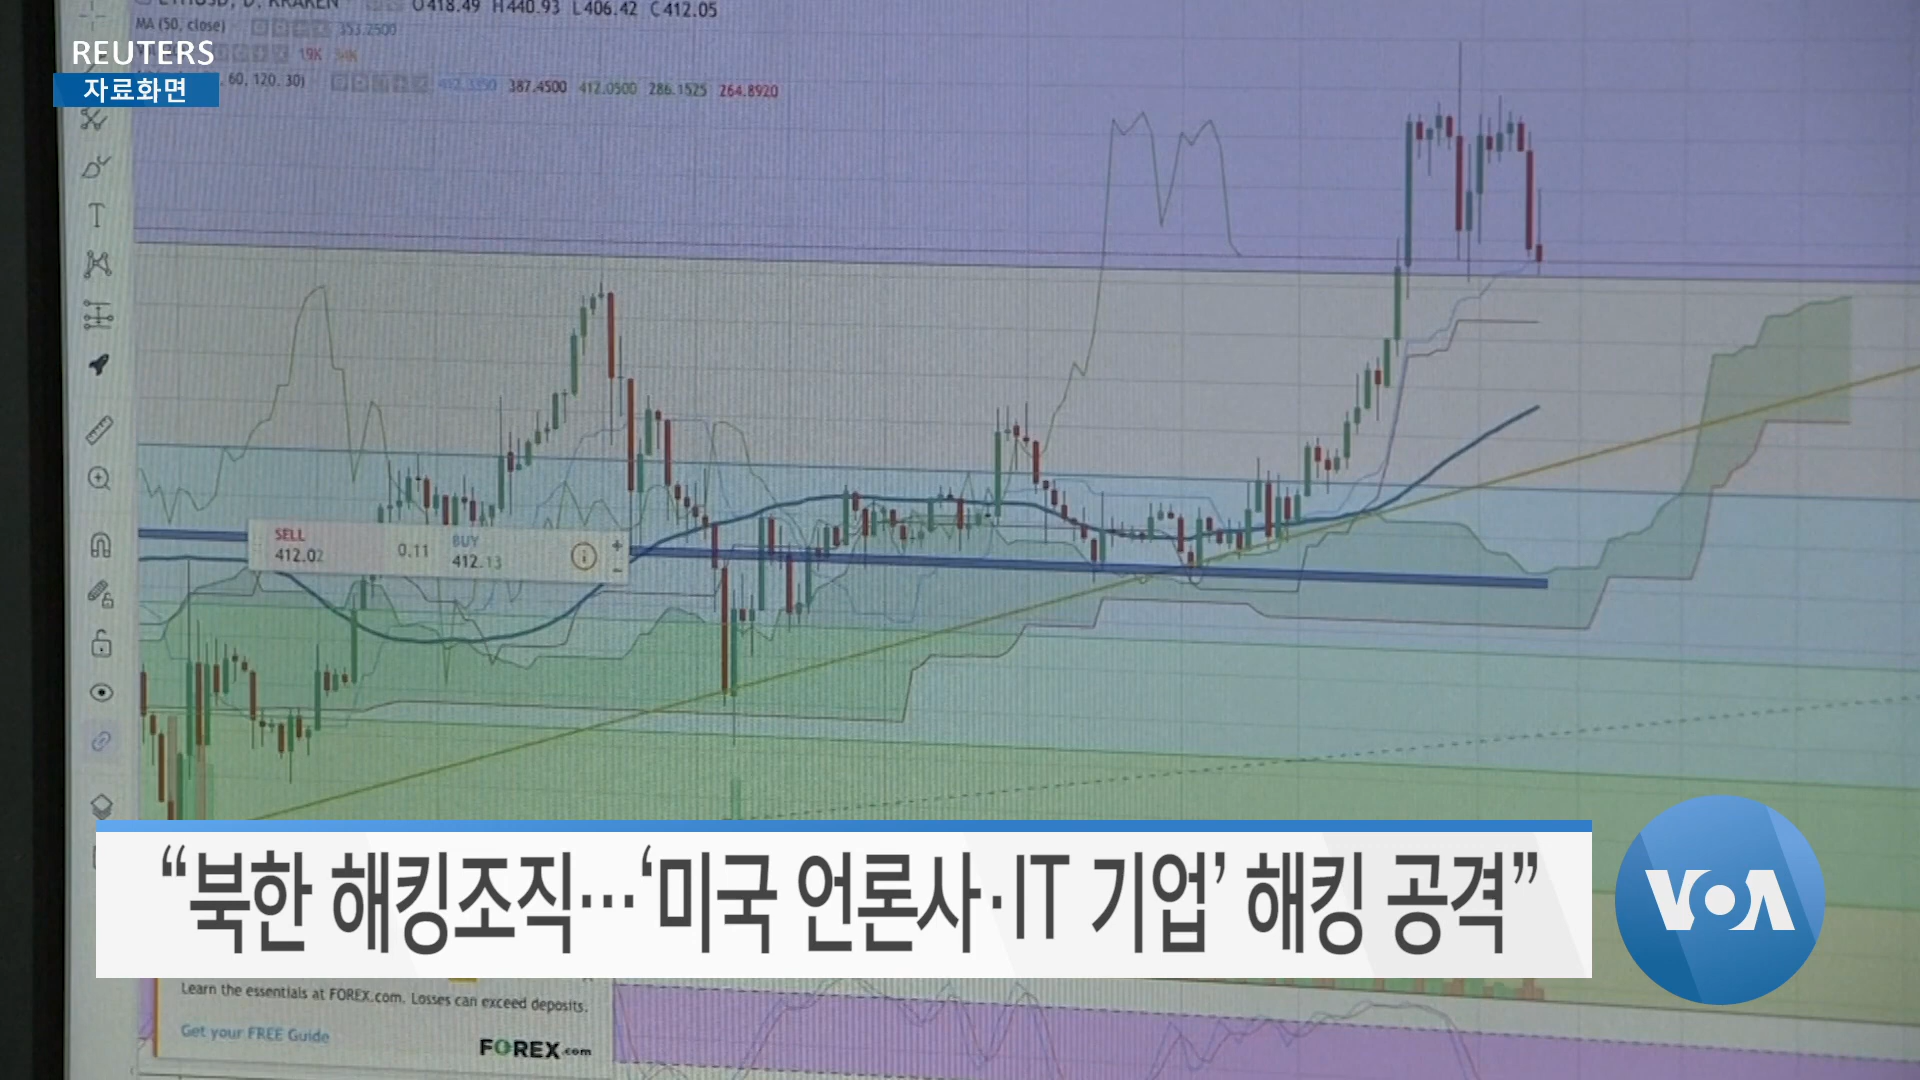 O418.49 H440.93 L406.42 C412.05
MA (50, close) 353.2500
REUTERS
19K
자료화면
60, 120, 30) 387.4500 412.0500 286.1525 264.8920
SELL
412.02
0.11
BUY
412.13
“북한 해킹조직…‘미국 언론사·IT 기업’ 해킹 공격”
VOA
Learn the essentials at FOREX.com. Losses can exceed deposits.
Get your FREE Guide
FOREX.com